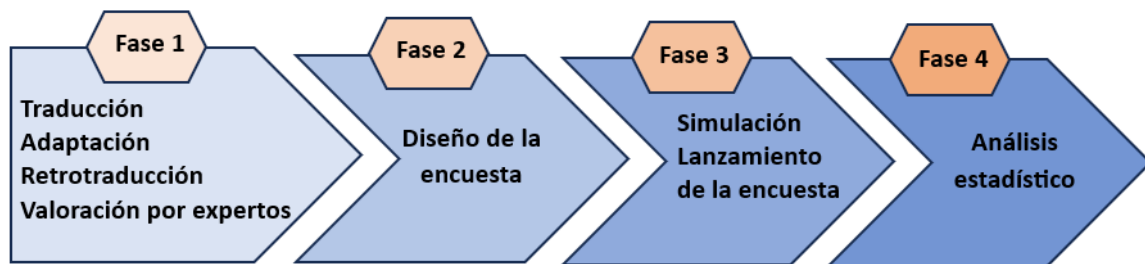 Fase 1
Traducción
Adaptación
Retrotraducción
Valoración por expertos
Fase 2
Diseño de la
encuesta
Fase 3
Simulación
Lanzamiento
de la encuesta
Fase 4
Análisis
estadístico